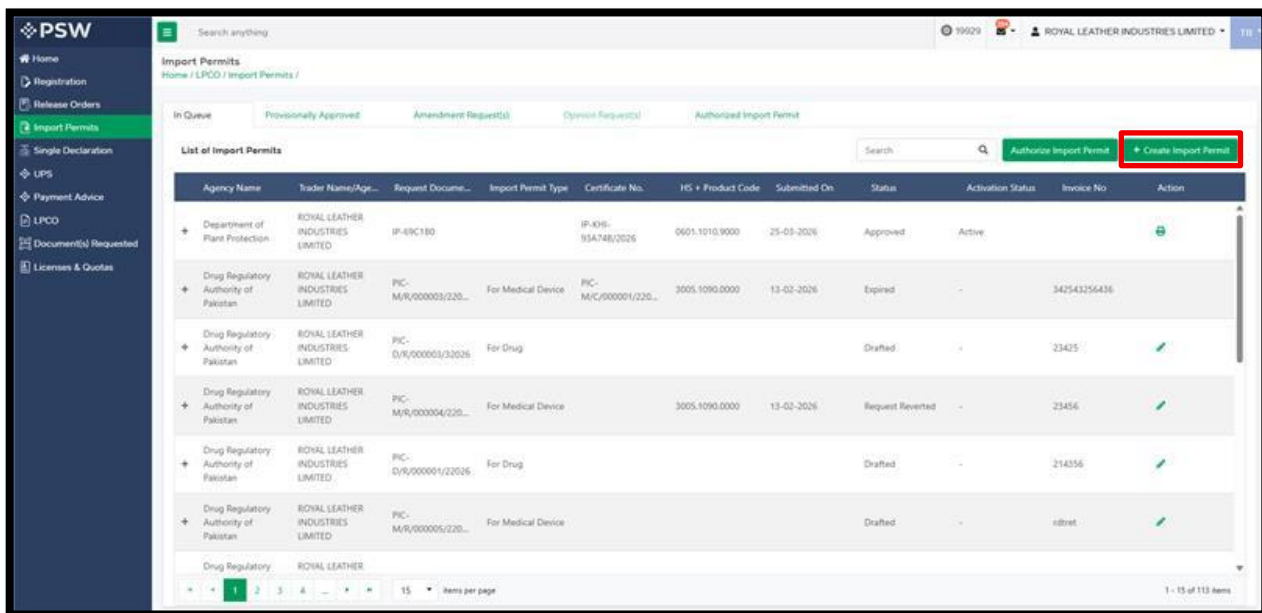 PSW
Search anything
19929
ROYAL LEATHER INDUSTRIES LIMITED
TR
Home
Registration
Release Orders
Import Permits
Single Declaration
UPS
Payment Advice
LPCO
Document(s) Requested
Licenses & Quotas
Import Permits
Home / LPCO / Import Permits /
In Queue Provisionally Approved Amendment Request(s) Opinion Request(s) Authorized Import Permit
List of Import Permits
Search
Authorize Import Permit
+ Create Import Permit
Agency Name Trader Name/Age... Request Docume... Import Permit Type Certificate No. HS + Product Code Submitted On Status Activation Status Invoice No Action
+ Department of Plant Protection ROYAL LEATHER INDUSTRIES LIMITED IP-69C1B0 IP-KHI-93A74B/2026 0601.1010.9000 25-03-2026 Approved Active
+ Drug Regulatory Authority of Pakistan ROYAL LEATHER INDUSTRIES LIMITED PIC-M/R/000003/220... For Medical Device PIC-M/C/000001/220... 3005.1090.0000 13-02-2026 Expired - 342543256436
+ Drug Regulatory Authority of Pakistan ROYAL LEATHER INDUSTRIES LIMITED PIC-D/R/000003/32026 For Drug Drafted - 23425
+ Drug Regulatory Authority of Pakistan ROYAL LEATHER INDUSTRIES LIMITED PIC-M/R/000004/220... For Medical Device 3005.1090.0000 13-02-2026 Request Reverted - 23456
+ Drug Regulatory Authority of Pakistan ROYAL LEATHER INDUSTRIES LIMITED PIC-D/R/000001/22026 For Drug Drafted - 214356
+ Drug Regulatory Authority of Pakistan ROYAL LEATHER INDUSTRIES LIMITED PIC-M/R/000005/220... For Medical Device Drafted - rdtret
Drug Regulatory ROYAL LEATHER
1 2 3 4 ... 15 items per page
1 - 15 of 113 items